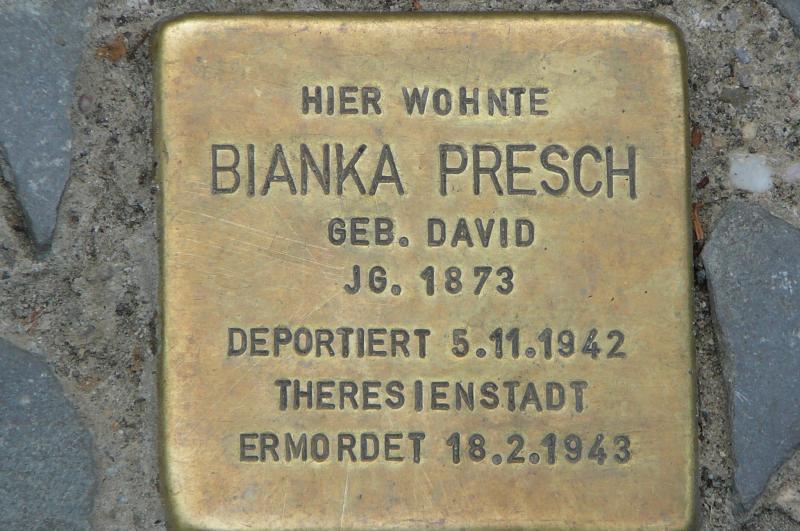 HIER WOHNTE
BIANKA PRESCH
GEB. DAVID
JG. 1873
DEPORTIERT 5.11.1942
THERESIENSTADT
ERMORDET 18.2.1943